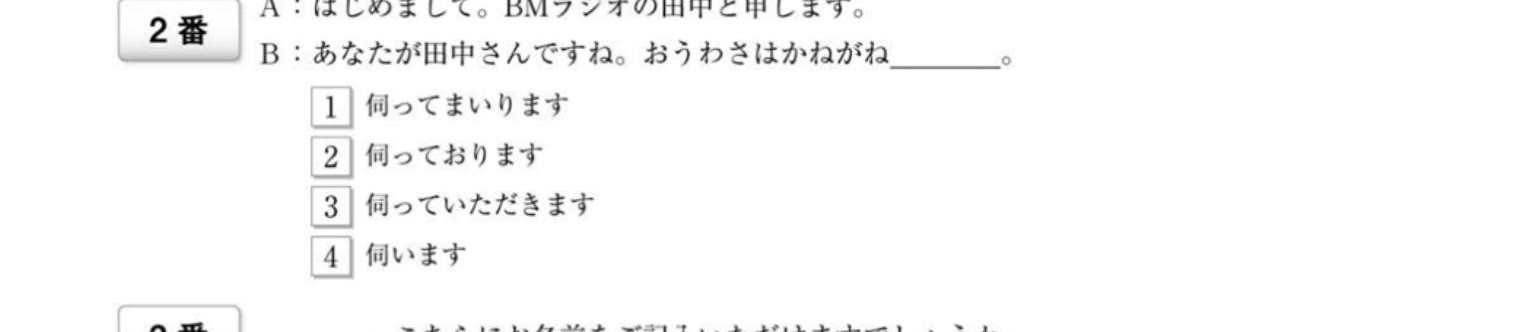 2番
A：はじめまして。BMラジオの田中と申します。
B：あなたが田中さんですね。おうわさはかねがね＿＿＿＿。
1 伺ってまいります
2 伺っております
3 伺っていただきます
4 伺います
こちらにお名前をご記入いただけますでしょうか